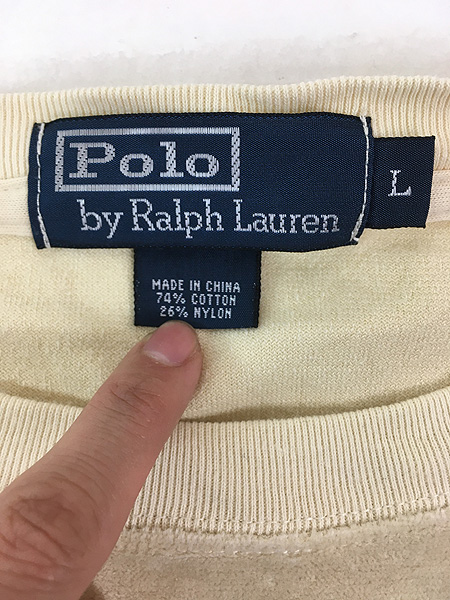 Polo
by Ralph Lauren
L
MADE IN CHINA
74% COTTON
26% NYLON